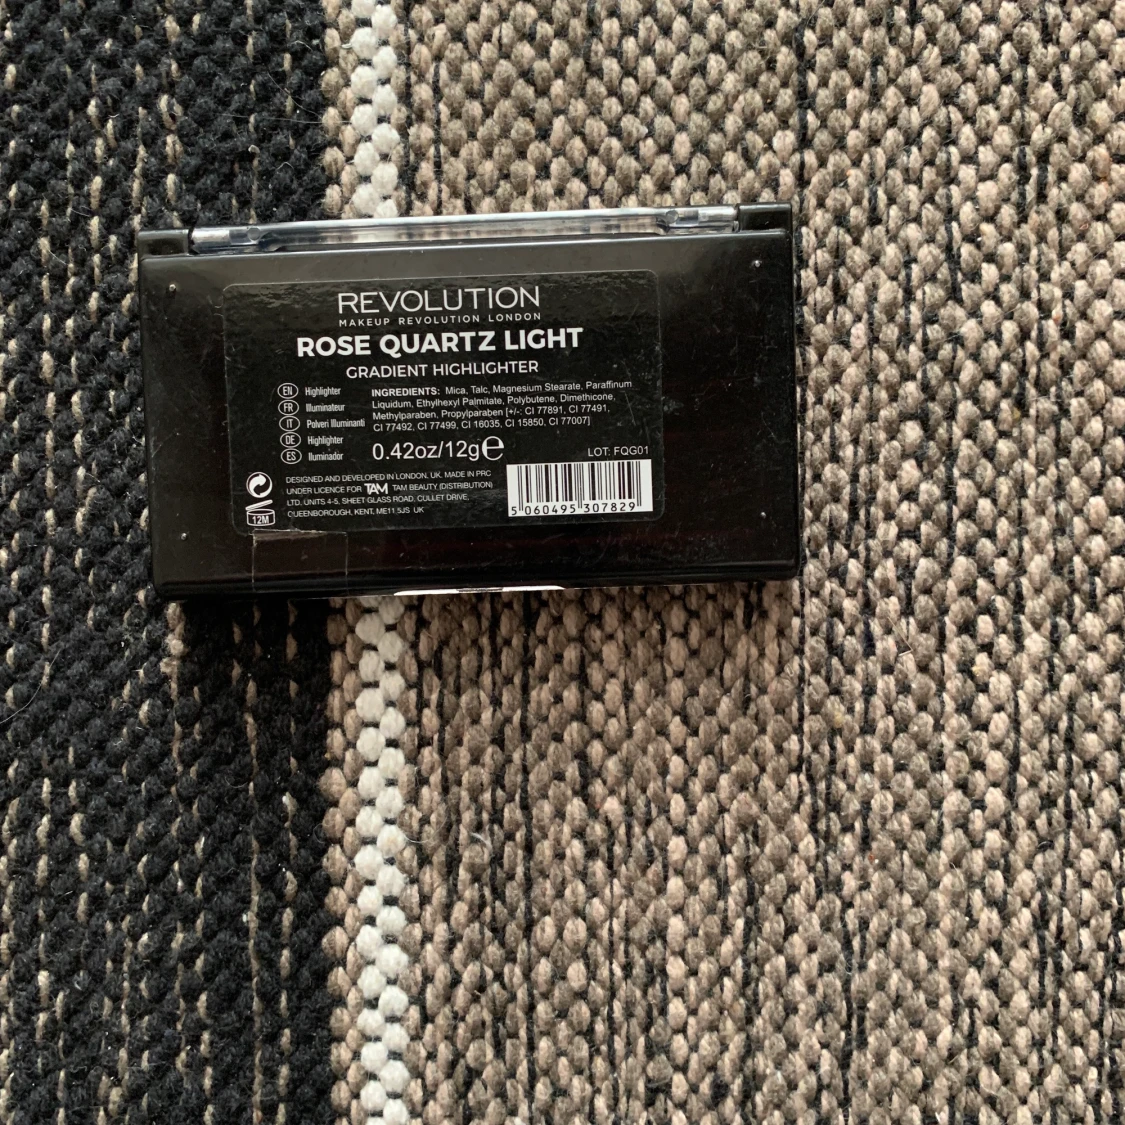 REVOLUTION
MAKEUP REVOLUTION LONDON
ROSE QUARTZ LIGHT
GRADIENT HIGHLIGHTER
EN Highlighter
FR Illuminateur
IT Polveri Illuminanti
DE Highlighter
ES Iluminador
INGREDIENTS: Mica, Talc, Magnesium Stearate, Paraffinum
Liquidum, Ethylhexyl Palmitate, Polybutene, Dimethicone,
Methylparaben, Propylparaben [+/-: CI 77891, CI 77491,
CI 77492, CI 77499, CI 16035, CI 15850, CI 77007]
0.42oz/12g℮
LOT: FQG01
12M
DESIGNED AND DEVELOPED IN LONDON, UK. MADE IN PRC
UNDER LICENCE FOR TAM TAM BEAUTY (DISTRIBUTION)
LTD, UNITS 4-5, SHEET GLASS ROAD, CULLET DRIVE,
QUEENBOROUGH, KENT, ME11 5JS UK
5 060495 307829